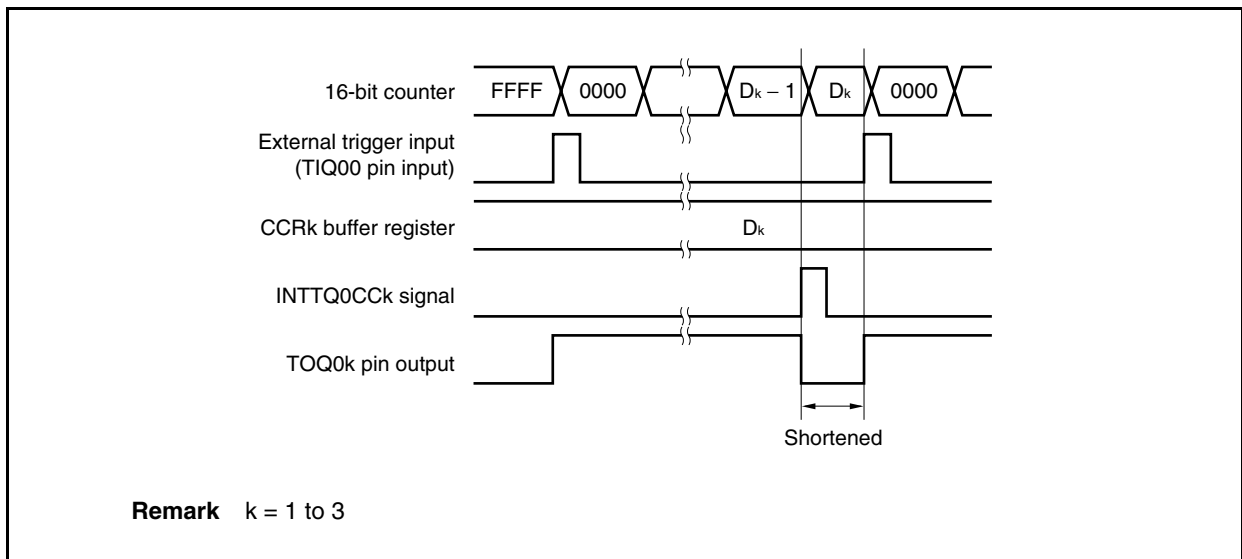 16-bit counter FFFF 0000 Dk − 1 Dk 0000
External trigger input
(TIQ00 pin input)
CCRk buffer register Dk
INTTQ0CCk signal
TOQ0k pin output
Shortened
Remark k = 1 to 3